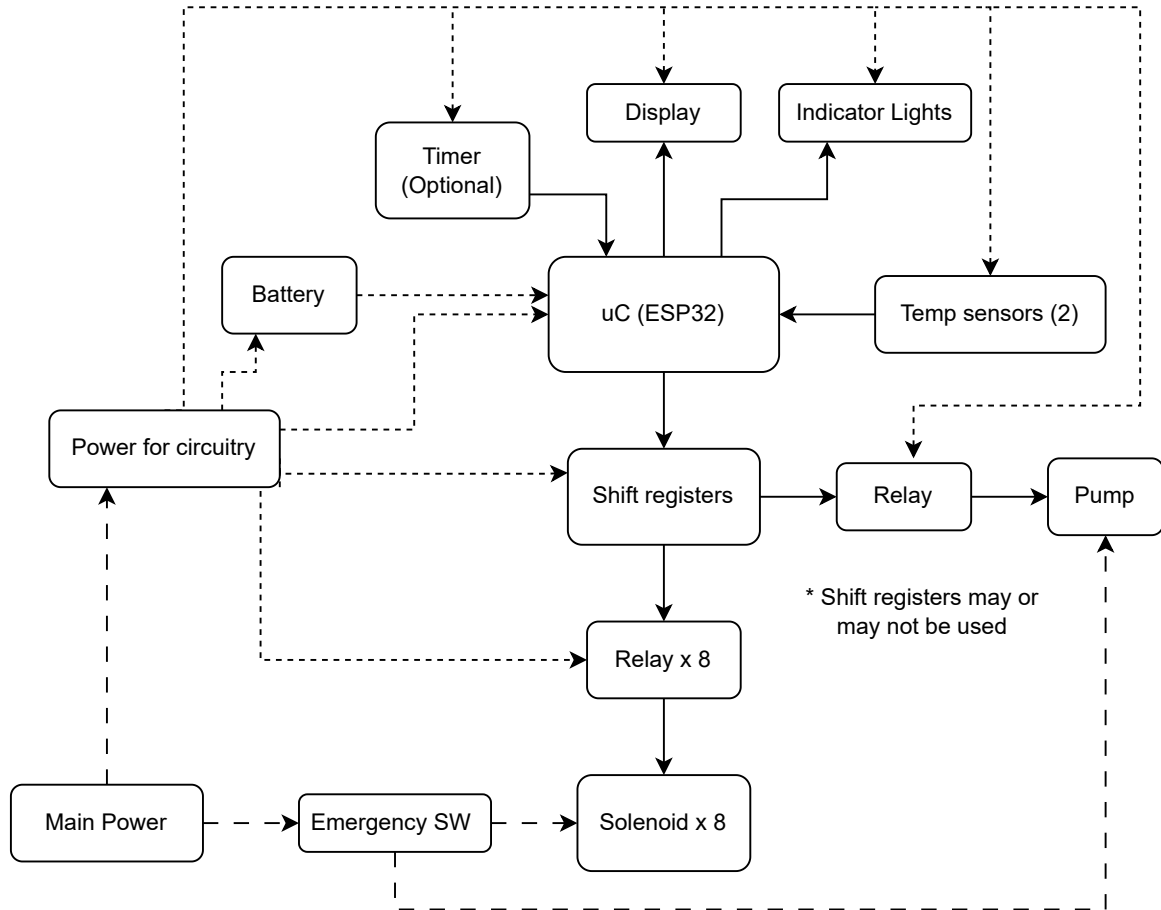 Display
Indicator Lights
Timer
(Optional)
Battery
uC (ESP32)
Temp sensors (2)
Power for circuitry
Shift registers
Relay
Pump
* Shift registers may or
may not be used
Relay x 8
Main Power
Emergency SW
Solenoid x 8